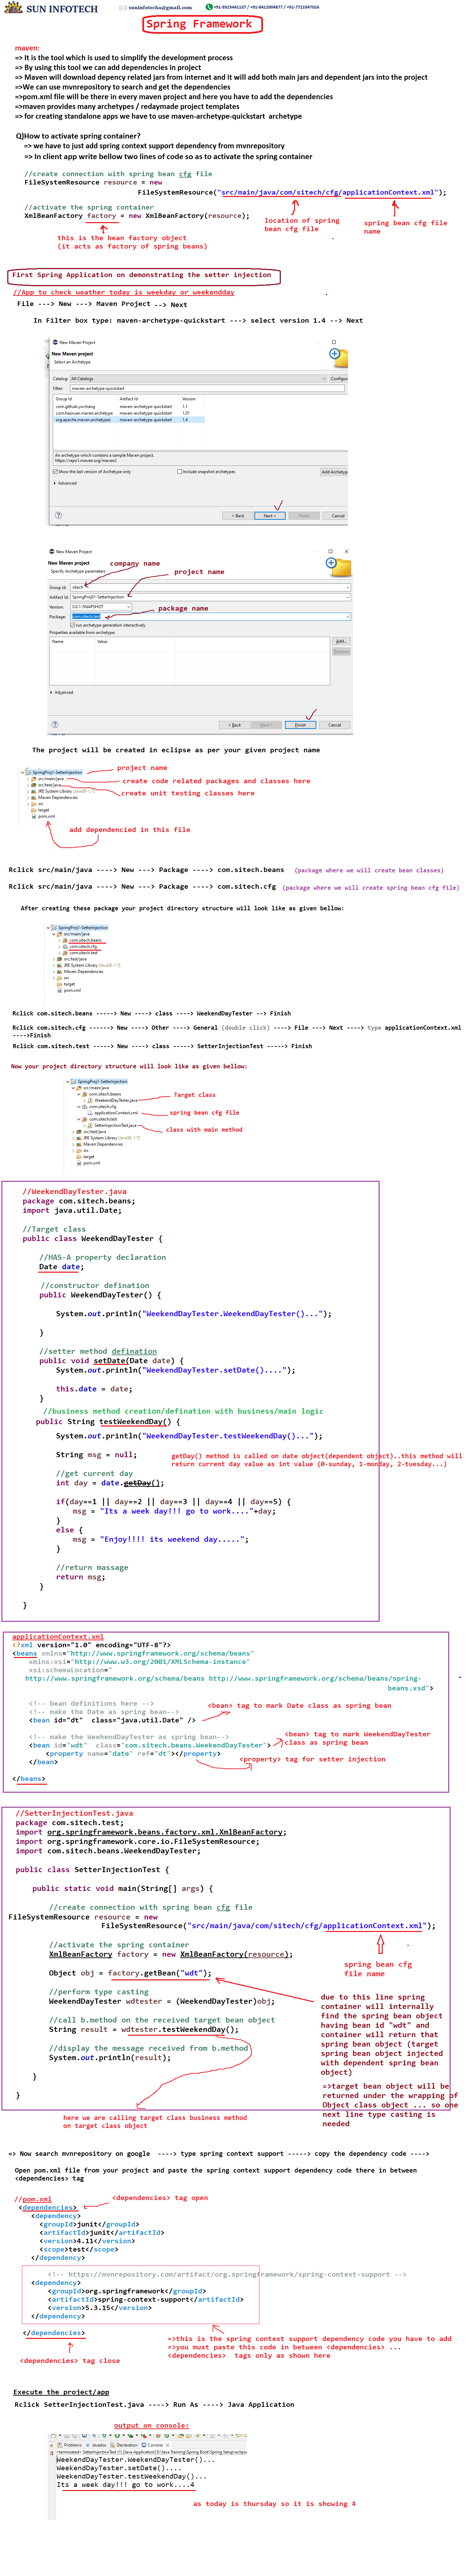 SUN INFOTECH
suninfotecha@gmail.com
Spring Framework
maven:
=> It is the tool which is used to simplify the development process
=> By using this tool we can add dependencies in project
=> Maven will download depency related jars from internet and it will add both main jars and dependent jars into the project
=>We can use mvnrepository to search and get the dependencies
=>pom.xml file will be there in every maven project and here you have to add the dependencies
=>maven provides many archetypes / redaymade project templates
=> for creating standalone apps we have to use maven-archetype-quickstart  archetype
Q)How to activate spring container?
=> we have to just add spring context support dependency from mvnrepository
=> In client app write bellow two lines of code so as to activate the spring container
//create connection with spring bean cfg file
FileSystemResource resource = new
FileSystemResource("src/main/java/com/sitech/cfg/applicationContext.xml");
//activate the spring container
XmlBeanFactory factory = new XmlBeanFactory(resource);
location of spring
bean cfg file
spring bean cfg file
name
this is the bean factory object
(it acts as factory of spring beans)
First Spring Application on demonstrating the setter injection
//App to check weather today is weekday or weekendday
File ---> New ---> Maven Project --> Next
In Filter box type: maven-archetype-quickstart ---> select version 1.4 --> Next
New Maven Project
New Maven project
Select an Archetype
Catalog: All Catalogs
Configure
Filter: maven-archetype-quickstart
Group Id Artifact Id Version
com.github.ywchang maven-archetype-quickstart 1.1
com.haoxuan.archetype maven-archetype-quickstart 1.01
org.apache.maven.archetypes maven-archetype-quickstart 1.4
An archetype which contains a sample Maven project.
https://repo1.maven.org/maven2
Show the last version of Archetype only
Include snapshot archetypes
Add Archetype
Advanced
< Back
Next >
Finish
Cancel
New Maven Project
New Maven project
Specify Archetype parameters
company name
project name
package name
Group Id: sitech
Artifact Id: SpringProj1-SetterInjection
Version: 0.0.1-SNAPSHOT
Package: com.sitech.test
run archetype generation interactively
Properties available from archetype:
Name Value
Add...
Remove
Advanced
< Back
Next >
Finish
Cancel
The project will be created in eclipse as per your given project name
SpringProj1-SetterInjection
src/main/java
src/test/java
JRE System Library [JavaSE-1.7]
Maven Dependencies
src
target
pom.xml
project name
create code related packages and classes here
create unit testing classes here
add dependencied in this file
Rclick src/main/java ----> New ---> Package ----> com.sitech.beans (package where we will create bean classes)
Rclick src/main/java ----> New ---> Package ----> com.sitech.cfg (package where we will create spring bean cfg file)
After creating these package your project directory structure will look like as given bellow:
SpringProj1-SetterInjection
src/main/java
com.sitech.beans
com.sitech.cfg
com.sitech.test
src/test/java
JRE System Library [JavaSE-1.7]
Maven Dependencies
src
target
pom.xml
Rclick com.sitech.beans -----> New ----> class ----> WeekendDayTester --> Finish
Rclick com.sitech.cfg ------> New ----> Other ----> General (double click) ----> File ---> Next ----> type applicationContext.xml
---->Finish
Rclick com.sitech.test -----> New ----> class -----> SetterInjectionTest -----> Finish
Now your project directory structure will look like as given bellow:
SpringProj1-SetterInjection
src/main/java
com.sitech.beans
WeekendDayTester.java
com.sitech.cfg
applicationContext.xml
com.sitech.test
SetterInjectionTest.java
src/test/java
JRE System Library [JavaSE-1.7]
Maven Dependencies
src
target
pom.xml
Target class
spring bean cfg file
class with main method
//WeekendDayTester.java
package com.sitech.beans;
import java.util.Date;
//Target class
public class WeekendDayTester {
//HAS-A property declaration
Date date;
//constructor defination
public WeekendDayTester() {
System.out.println("WeekendDayTester.WeekendDayTester()...");
}
//setter method defination
public void setDate(Date date) {
System.out.println("WeekendDayTester.setDate()....");
this.date = date;
}
//business method creation/defination with business/main logic
public String testWeekendDay() {
System.out.println("WeekendDayTester.testWeekendDay()...");
String msg = null;
getDay() method is called on date object(dependent object)..this method will
return current day value as int value (0-sunday, 1-monday, 2-tuesday...)
//get current day
int day = date.getDay();
if(day==1 || day==2 || day==3 || day==4 || day==5) {
msg = "Its a week day!!! go to work...."+day;
}
else {
msg = "Enjoy!!!! its weekend day.....";
}
//return massage
return msg;
}
}
applicationContext.xml
<?xml version="1.0" encoding="UTF-8"?>
<beans xmlns="http://www.springframework.org/schema/beans"
xmlns:xsi="http://www.w3.org/2001/XMLSchema-instance"
xsi:schemaLocation="
http://www.springframework.org/schema/beans http://www.springframework.org/schema/beans/spring-
beans.xsd">
<!-- bean definitions here -->
<!-- make the Date as spring bean-->
<bean id="dt"  class="java.util.Date" />
<bean> tag to mark Date class as spring bean
<!-- make the WeehendDayTester as spring bean-->
<bean id="wdt"  class="com.sitech.beans.WeekendDayTester">
<property name="date" ref="dt"></property>
</bean>
<bean> tag to mark WeekendDayTester
class as spring bean
<property> tag for setter injection
</beans>
//SetterInjectionTest.java
package com.sitech.test;
import org.springframework.beans.factory.xml.XmlBeanFactory;
import org.springframework.core.io.FileSystemResource;
import com.sitech.beans.WeekendDayTester;
public class SetterInjectionTest {
public static void main(String[] args) {
//create connection with spring bean cfg file
FileSystemResource resource = new
FileSystemResource("src/main/java/com/sitech/cfg/applicationContext.xml");
//activate the spring container
XmlBeanFactory factory = new XmlBeanFactory(resource);
spring bean cfg
file name
Object obj = factory.getBean("wdt");
//perform type casting
WeekendDayTester wdtester = (WeekendDayTester)obj;
//call b.method on the received target bean object
String result = wdtester.testWeekendDay();
//display the message received from b.method
System.out.println(result);
}
}
due to this line spring
container will internally
find the spring bean object
having bean id "wdt" and
container will return that
spring bean object (target
spring bean object injected
with dependent spring bean
object)
=>target bean object will be
returned under the wrapping of
Object class object ... so one
next line type casting is
needed
here we are calling target class business method
on target class object
=> Now search mvnrepository on google  ----> type spring context support -----> copy the dependency code ---->
Open pom.xml file from your project and paste the spring context support dependency code there in between
<dependencies> tag
//pom.xml
<dependencies>
<dependencies> tag open
<dependency>
<groupId>junit</groupId>
<artifactId>junit</artifactId>
<version>4.11</version>
<scope>test</scope>
</dependency>
<!-- https://mvnrepository.com/artifact/org.springframework/spring-context-support -->
<dependency>
<groupId>org.springframework</groupId>
<artifactId>spring-context-support</artifactId>
<version>5.3.15</version>
</dependency>
</dependencies>
=>this is the spring context support dependency code you have to add
=>you must paste this code in between <dependencies> ...
<dependencies>  tags only as shown here
<dependencies> tag close
Execute the project/app
Rclick SetterInjectionTest.java ----> Run As ----> Java Application
output on console:
Problems Javadoc Declaration Console
WeekendDayTester.WeekendDayTester()...
WeekendDayTester.setDate()....
WeekendDayTester.testWeekendDay()...
Its a week day!!! go to work....4
as today is thursday so it is showing 4